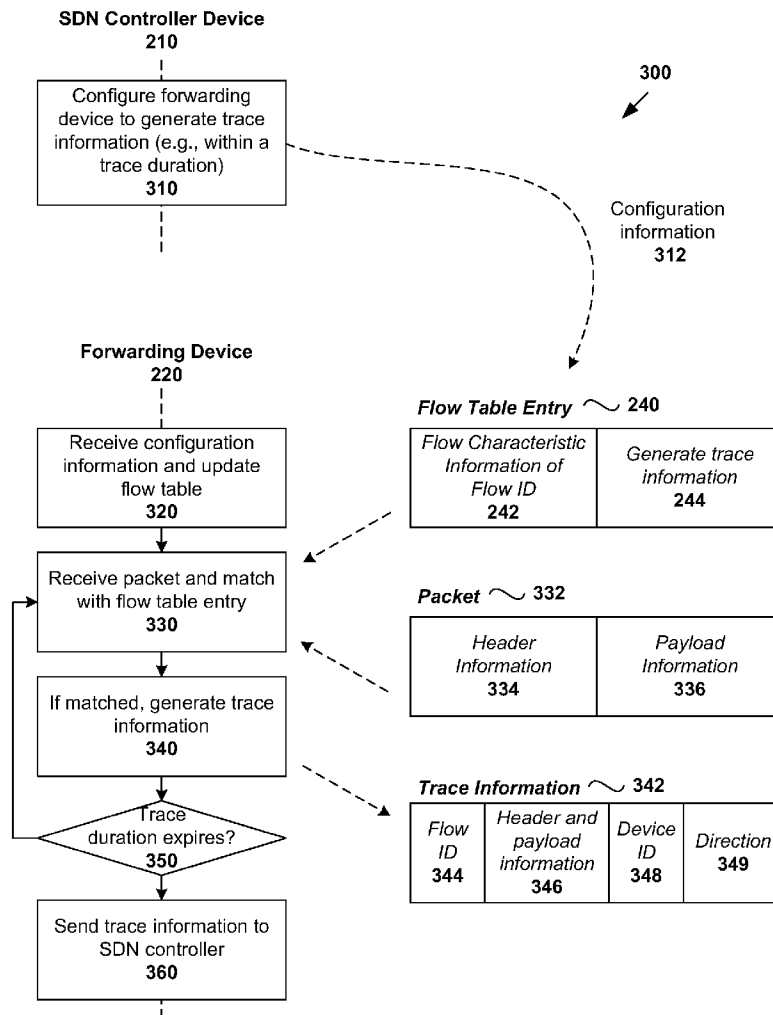 SDN Controller Device
210
Configure forwarding
device to generate trace
information (e.g., within a
trace duration)
310
300
Configuration
information
312
Forwarding Device
220
Receive configuration
information and update
flow table
320
Receive packet and match
with flow table entry
330
If matched, generate trace
information
340
Trace
duration expires?
350
Send trace information to
SDN controller
360
Flow Table Entry 240
Flow Characteristic
Information of
Flow ID
242
Generate trace
information
244
Packet 332
Header
Information
334
Payload
Information
336
Trace Information 342
Flow
ID
344
Header and
payload
information
346
Device
ID
348
Direction
349